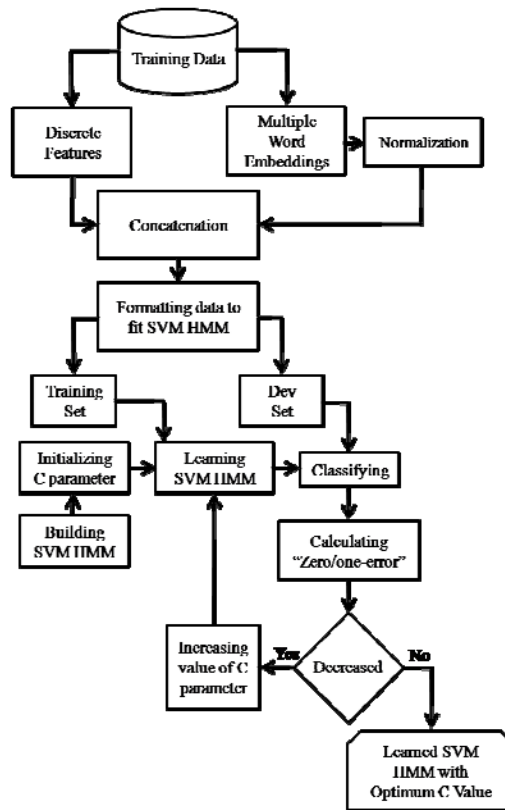 Training Data
Discrete
Features
Multiple
Word
Embeddings
Normalization
Concatenation
Formatting data to
fit SVM HMM
Training
Set
Dev
Set
Initializing
C parameter
Learning
SVM HMM
Classifying
Building
SVM HMM
Calculating
“Zero/one-error”
Increasing
value of C
parameter
Yes
Decreased
No
Learned SVM
HMM with
Optimum C Value